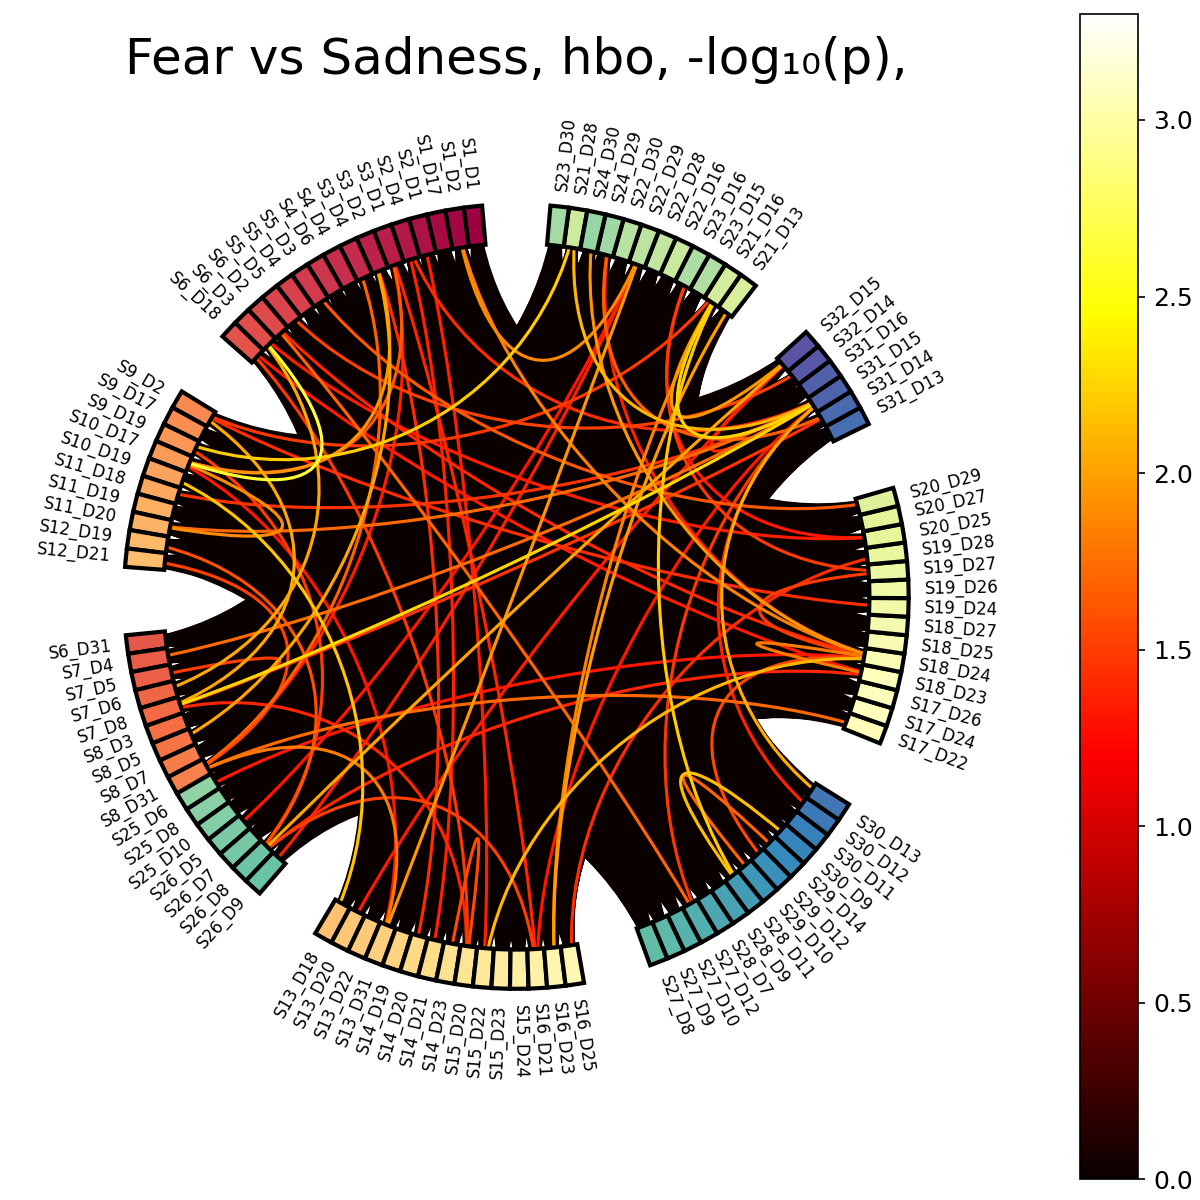 Fear vs Sadness, hbo, -log₁₀(p),
S1_D1
S1_D2
S1_D17
S2_D1
S2_D4
S3_D1
S3_D2
S3_D4
S4_D4
S4_D6
S5_D3
S5_D4
S5_D5
S6_D2
S6_D3
S6_D18
S9_D2
S9_D17
S9_D19
S10_D17
S10_D19
S11_D18
S11_D19
S11_D20
S12_D19
S12_D21
S6_D31
S7_D4
S7_D5
S7_D6
S7_D8
S8_D3
S8_D5
S8_D7
S8_D31
S25_D6
S25_D8
S25_D10
S26_D5
S26_D7
S26_D8
S26_D9
S13_D18
S13_D20
S13_D22
S13_D31
S14_D19
S14_D20
S14_D21
S14_D23
S15_D20
S15_D22
S15_D23
S15_D24
S16_D21
S16_D23
S16_D25
S27_D8
S27_D9
S27_D10
S27_D12
S28_D7
S28_D9
S28_D11
S29_D10
S29_D12
S29_D14
S30_D9
S30_D11
S30_D12
S30_D13
S17_D22
S17_D24
S17_D26
S18_D23
S18_D24
S18_D25
S18_D27
S19_D24
S19_D26
S19_D27
S19_D28
S20_D25
S20_D27
S20_D29
S31_D13
S31_D14
S31_D15
S31_D16
S32_D14
S32_D15
S21_D13
S21_D16
S23_D15
S23_D16
S22_D16
S22_D28
S22_D29
S22_D30
S24_D29
S24_D30
S21_D28
S23_D30
3.0
2.5
2.0
1.5
1.0
0.5
0.0